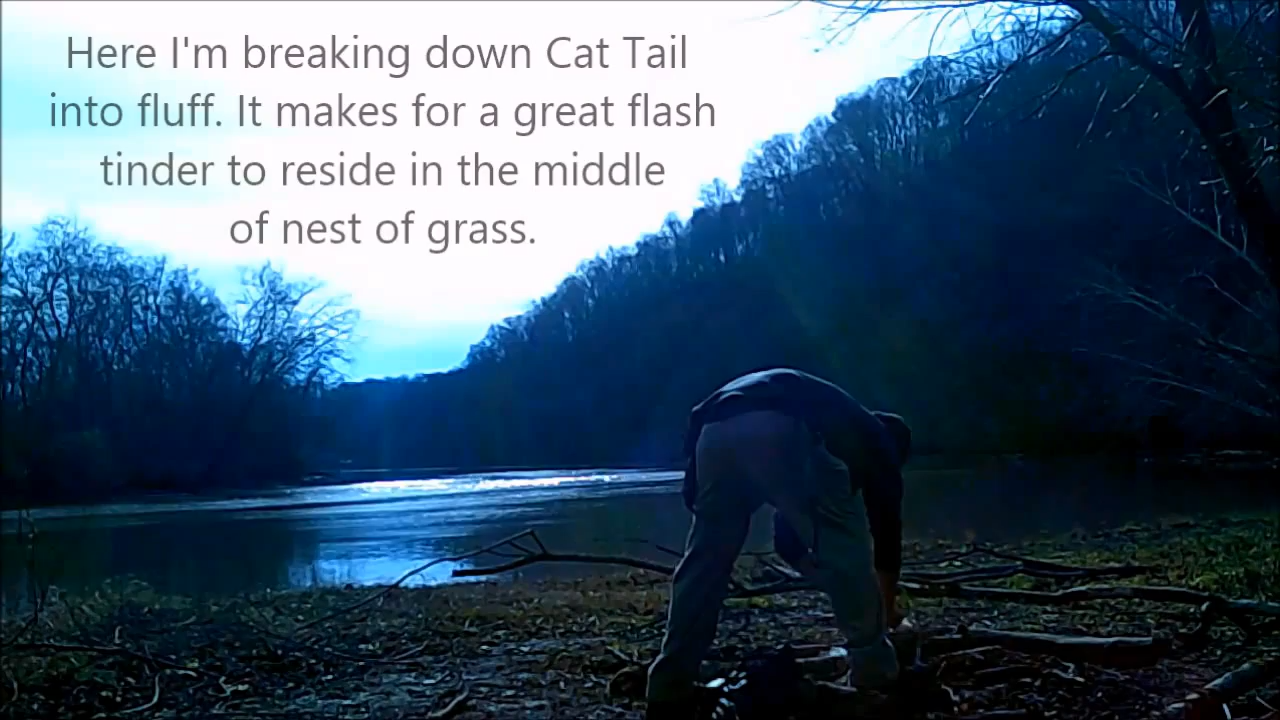 Here I'm breaking down Cat Tail
into fluff. It makes for a great flash
tinder to reside in the middle
of nest of grass.